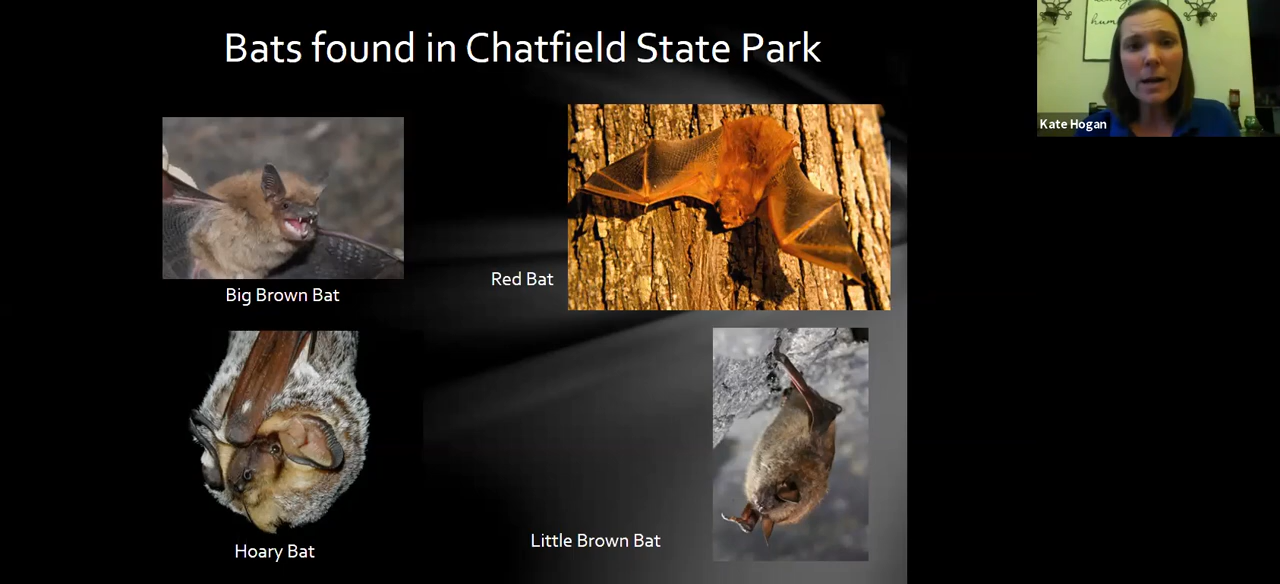 Bats found in Chatfield State Park
Kate Hogan
Red Bat
Big Brown Bat
Little Brown Bat
Hoary Bat